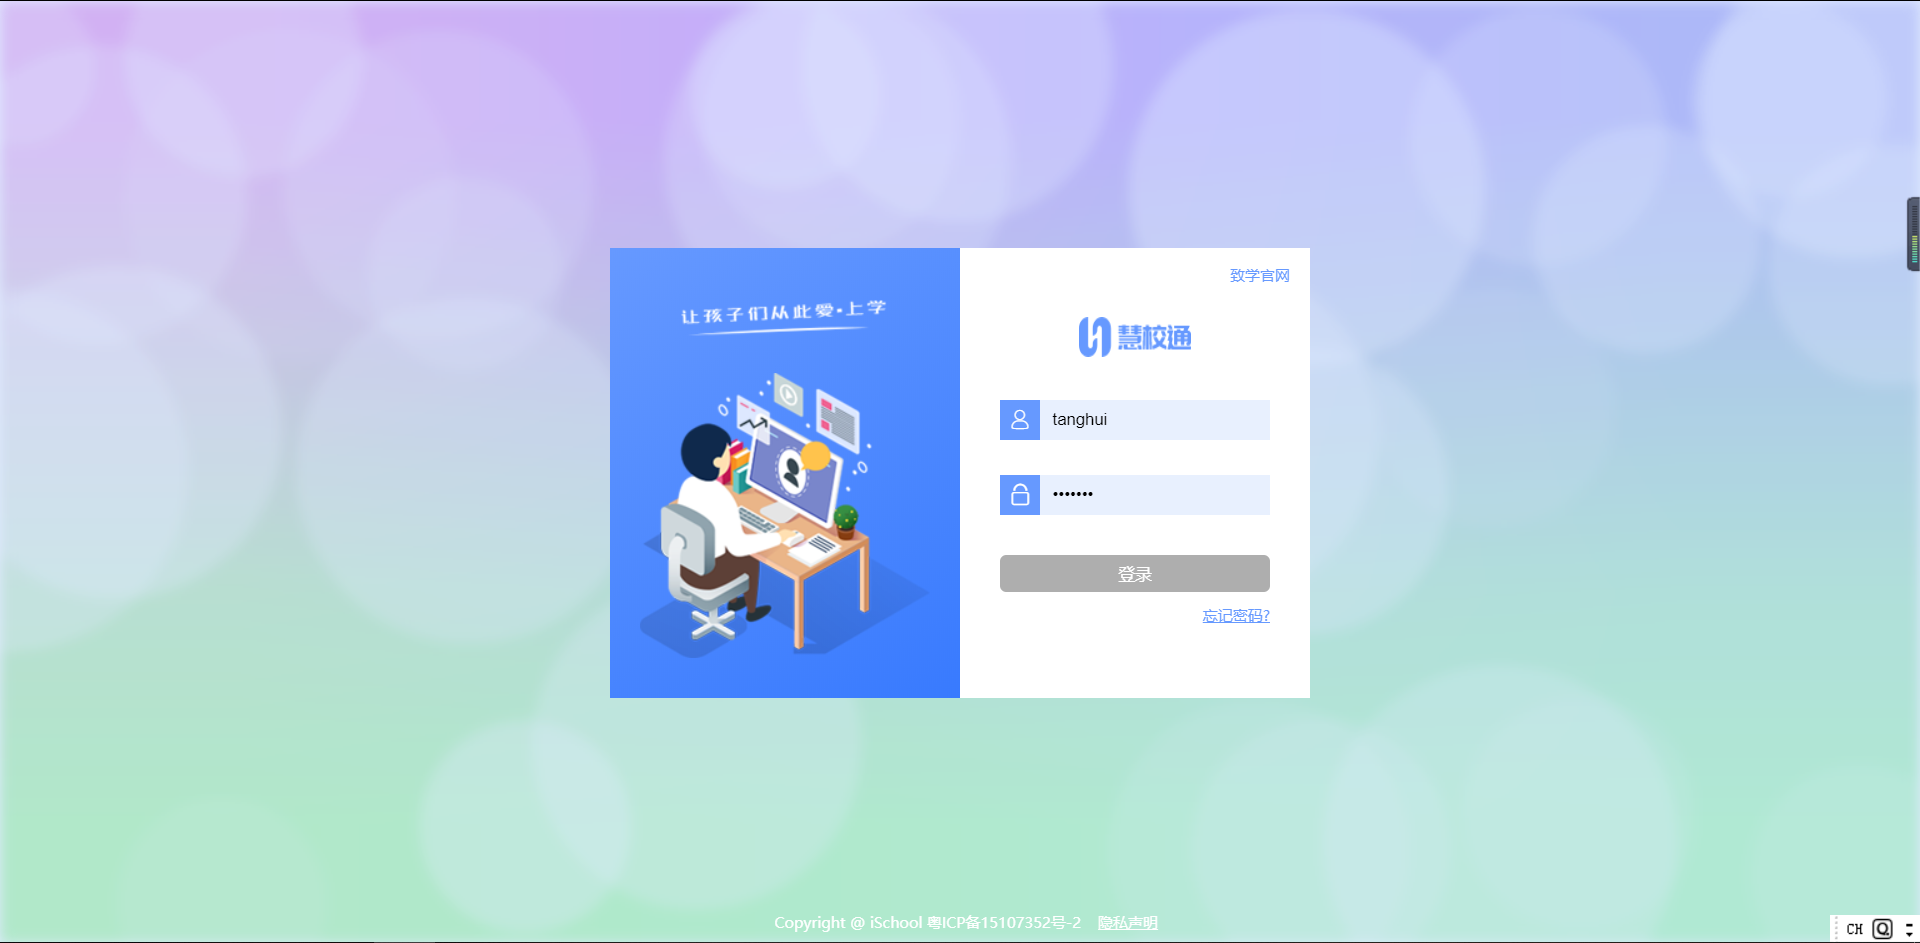 致学官网
让孩子们从此爱·上学
慧校通
tanghui
•••••••
登录
忘记密码?
Copyright @ iSchool 粤ICP备15107352号-2 隐私声明
CH